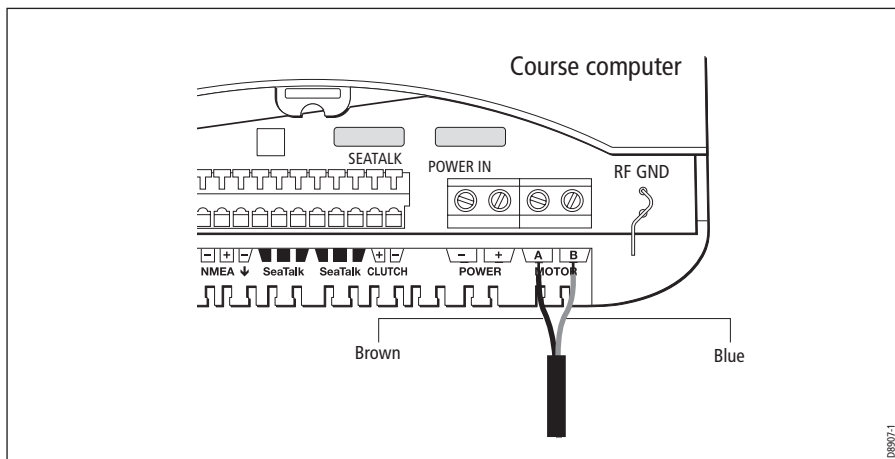 Course computer
SEATALK
POWER IN
RF GND
- + - - + A B
NMEA SeaTalk SeaTalk CLUTCH POWER MOTOR
+ -
Brown
Blue
D8907-1